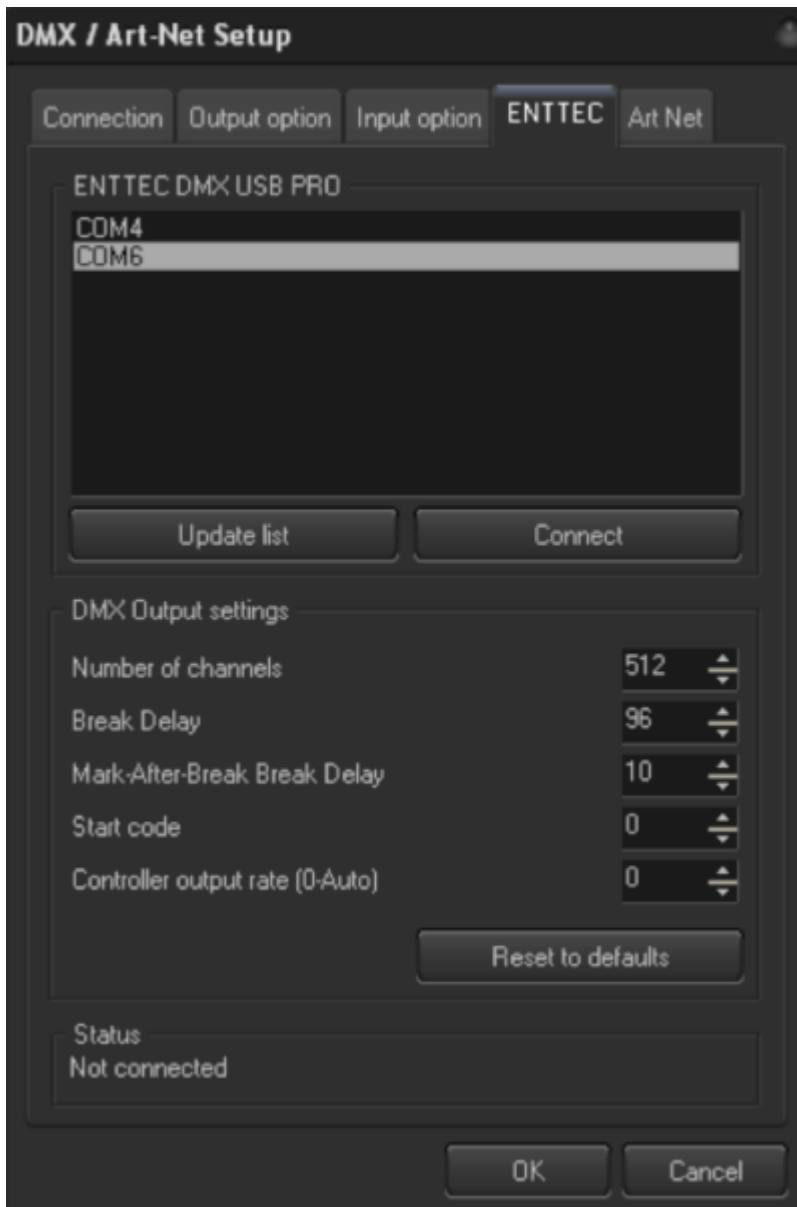 DMX / Art-Net Setup
Connection Output option Input option ENTTEC Art Net
ENTTEC DMX USB PRO
COM4
COM6
Update list Connect
DMX Output settings
Number of channels 512
Break Delay 96
Mark-After-Break Break Delay 10
Start code 0
Controller output rate (0-Auto) 0
Reset to defaults
Status
Not connected
OK Cancel